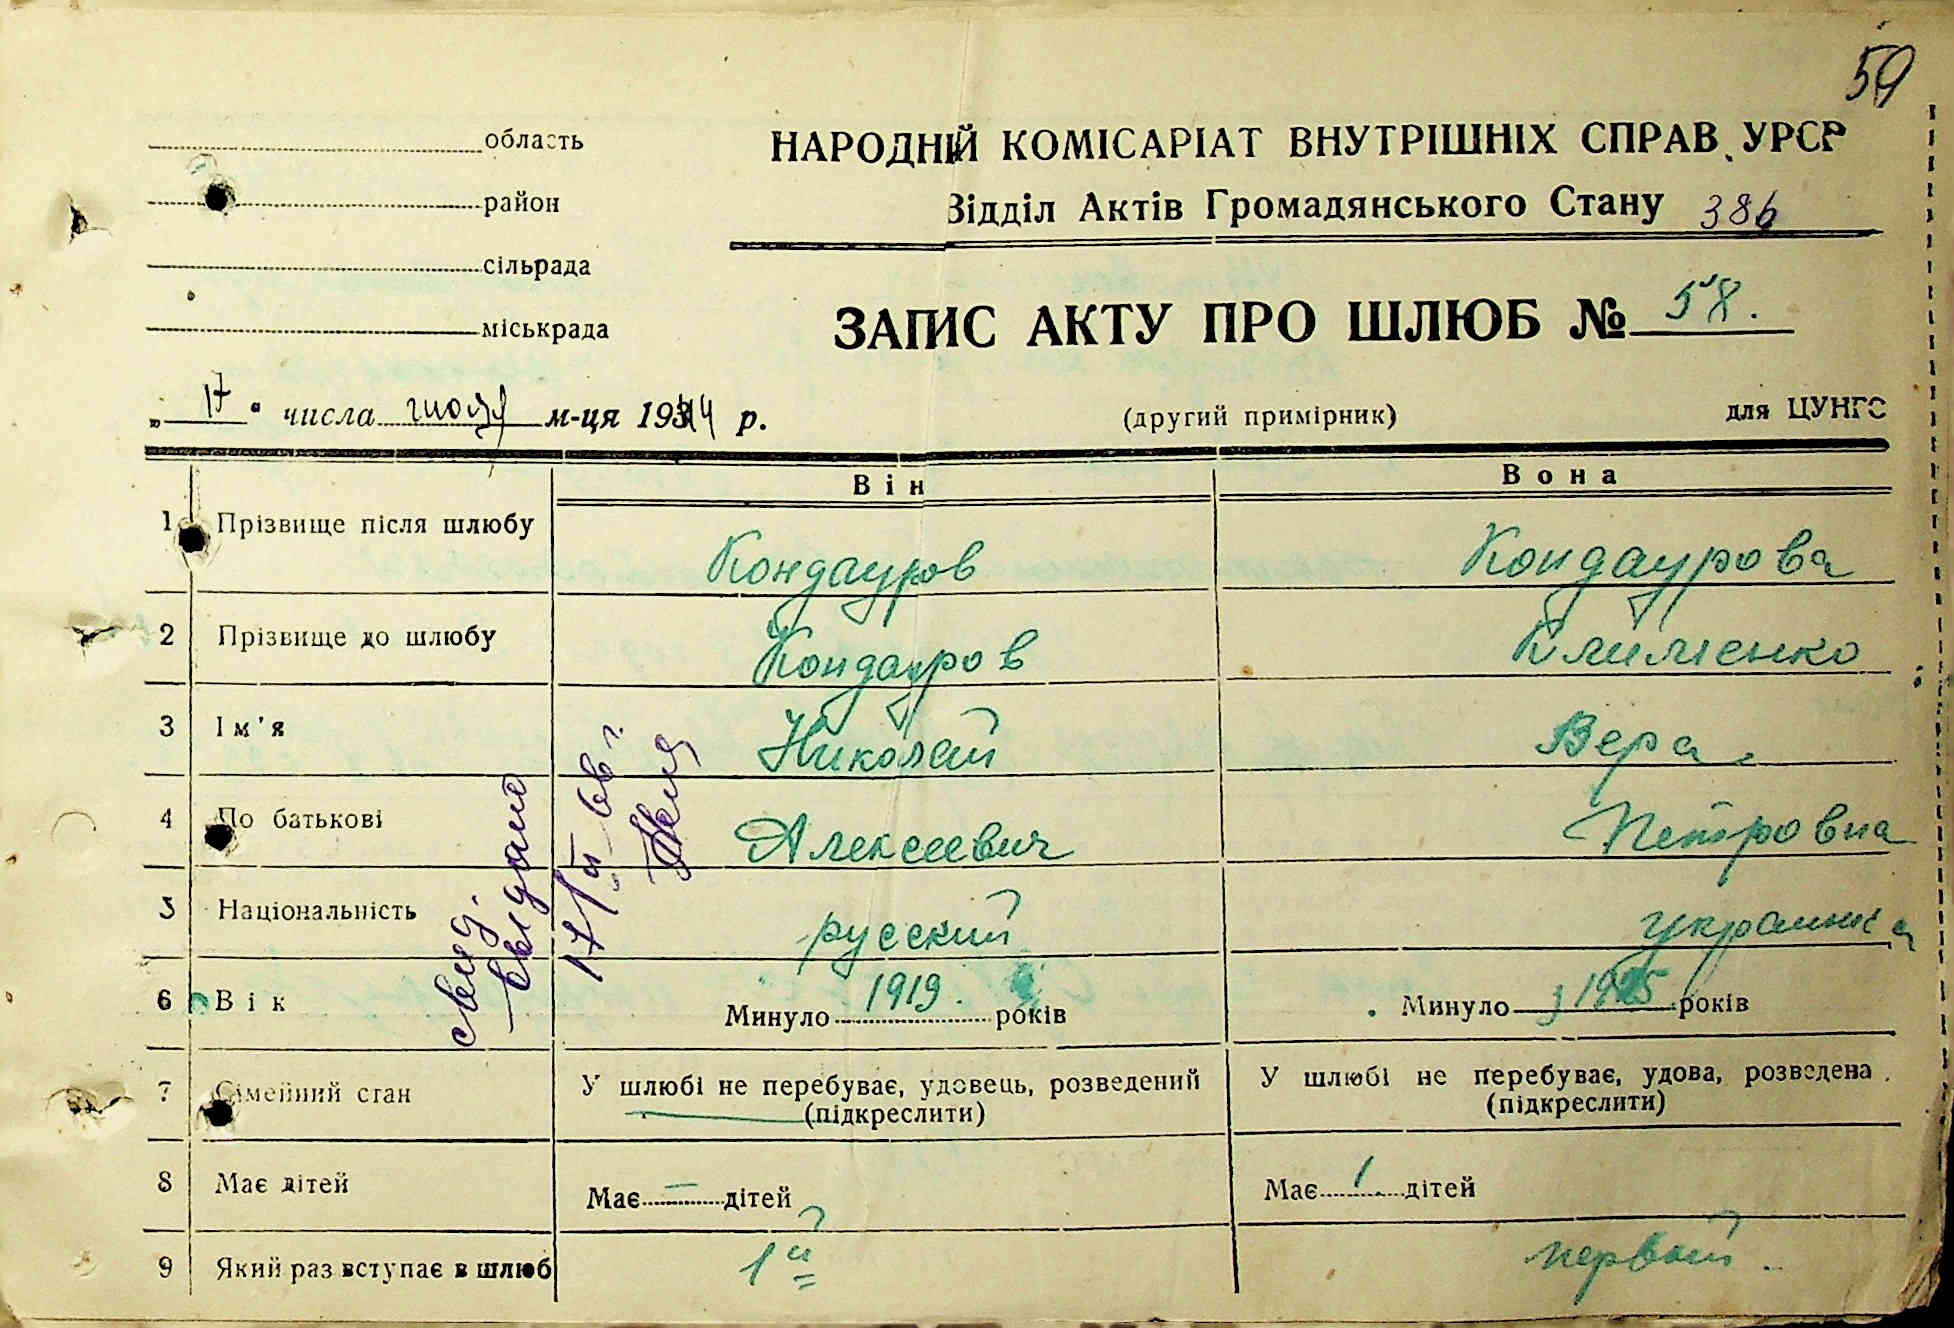 59
область
район
сільрада
міськрада
НАРОДНІЙ КОМІСАРІАТ ВНУТРІШНІХ СПРАВ УРСР
Відділ Актів Громадянського Стану 386
ЗАПИС АКТУ ПРО ШЛЮБ № 58.
„ 17 " числа июля м-ця 1944 р.
(другий примірник)
для ЦУНГС
Він
Вона
1 Прізвище після шлюбу Кондауров Кондаурова
2 Прізвище до шлюбу Кондауров Клименко
3 Ім'я Николай Вера
4 По батькові Алексеевич Петровна
5 Національність русский украинка
6 Вік Минуло 1919. років Минуло 1925 років
7 Сімейний стан У шлюбі не перебуває, удовець, розведений (підкреслити) У шлюбі не перебуває, удова, розведена (підкреслити)
8 Має дітей Має — дітей Має 1 дітей
9 Який раз вступає в шлюб 1й первый
свид. выдано